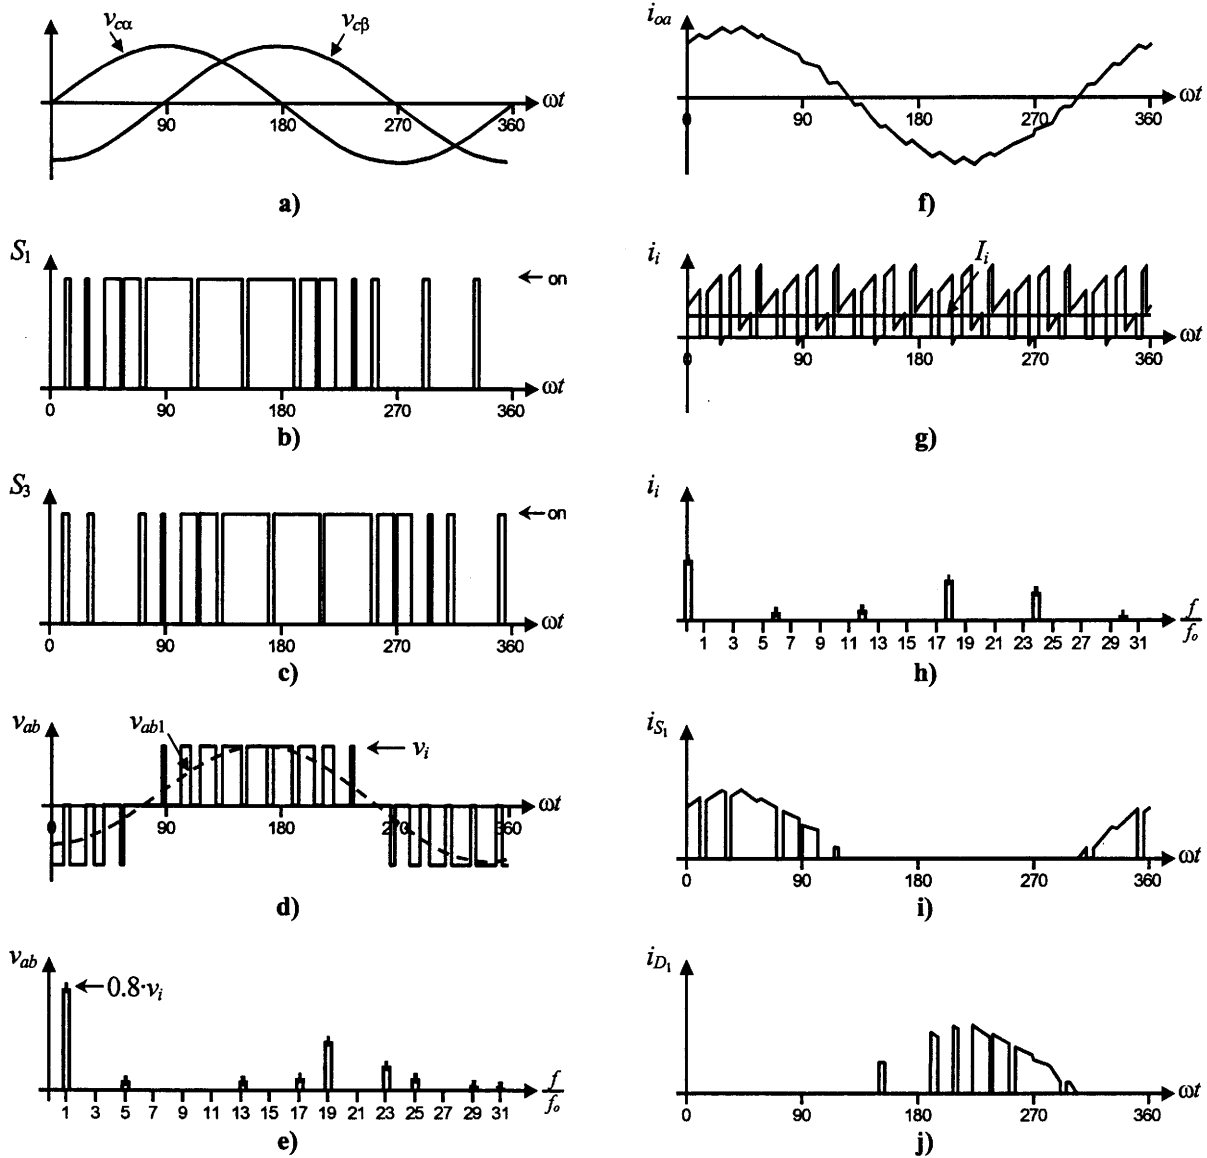 v_cα
v_cβ
ωt
90 180 270 360
a)
S₁
on
ωt
0 90 180 270 360
b)
S₃
on
ωt
0 90 180 270 360
c)
v_ab
v_ab1
v_i
ωt
0 90 180 270 360
d)
v_ab
0.8·v_i
f/f_o
1 3 5 7 9 11 13 15 17 19 21 23 25 27 29 31
e)
i_oa
ωt
0 90 180 270 360
f)
i_i
I_i
ωt
0 90 180 270 360
g)
i_i
f/f_o
1 3 5 7 9 11 13 15 17 19 21 23 25 27 29 31
h)
i_S₁
ωt
0 90 180 270 360
i)
i_D₁
ωt
0 90 180 270 360
j)